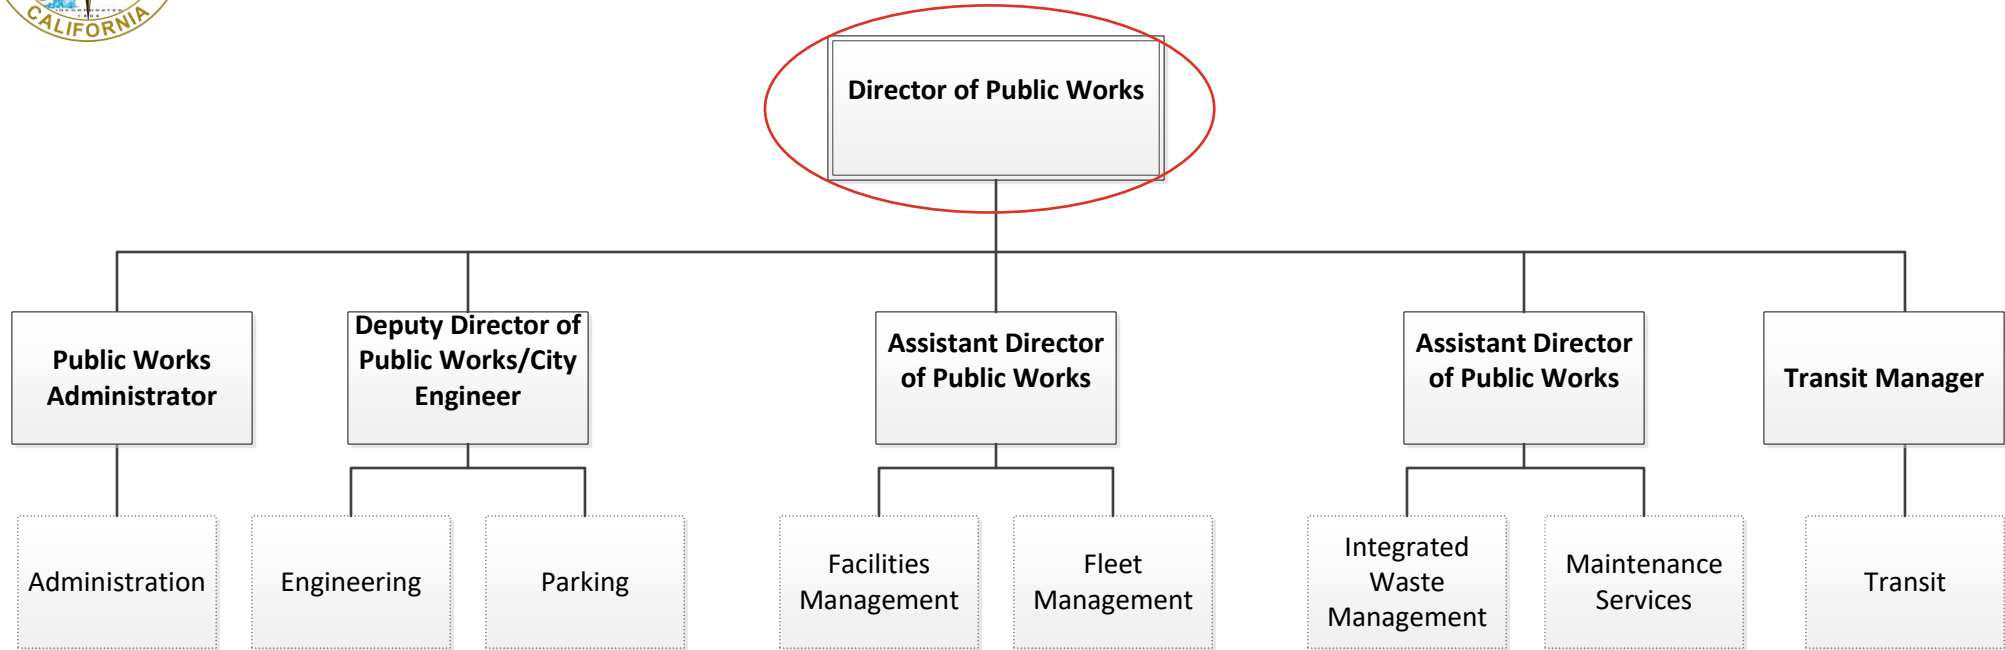 INCORPORATED
1906
CALIFORNIA
Director of Public Works
Public Works
Administrator
Deputy Director of
Public Works/City
Engineer
Assistant Director
of Public Works
Assistant Director
of Public Works
Transit Manager
Administration
Engineering
Parking
Facilities
Management
Fleet
Management
Integrated
Waste
Management
Maintenance
Services
Transit